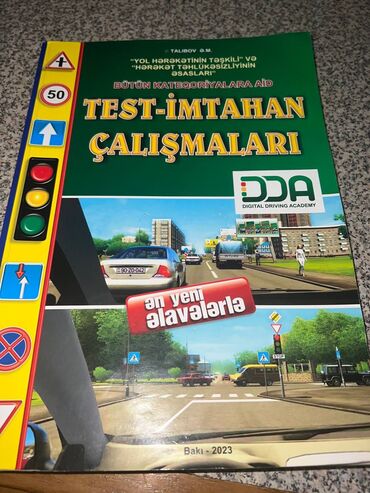 TALIBOV Ə.M.
"YOL HƏRƏKƏTİNİN TƏŞKİLİ" VƏ
"HƏRƏKƏT TƏHLÜKƏSİZLİYİNİN
ƏSASLARI"
BÜTÜN KATEQORİYALARA AİD
TEST-İMTAHAN
ÇALIŞMALARI
50
DDA
DIGITAL DRIVING ACADEMY
ən yeni
əlavələrlə
STOP
Bakı - 2023